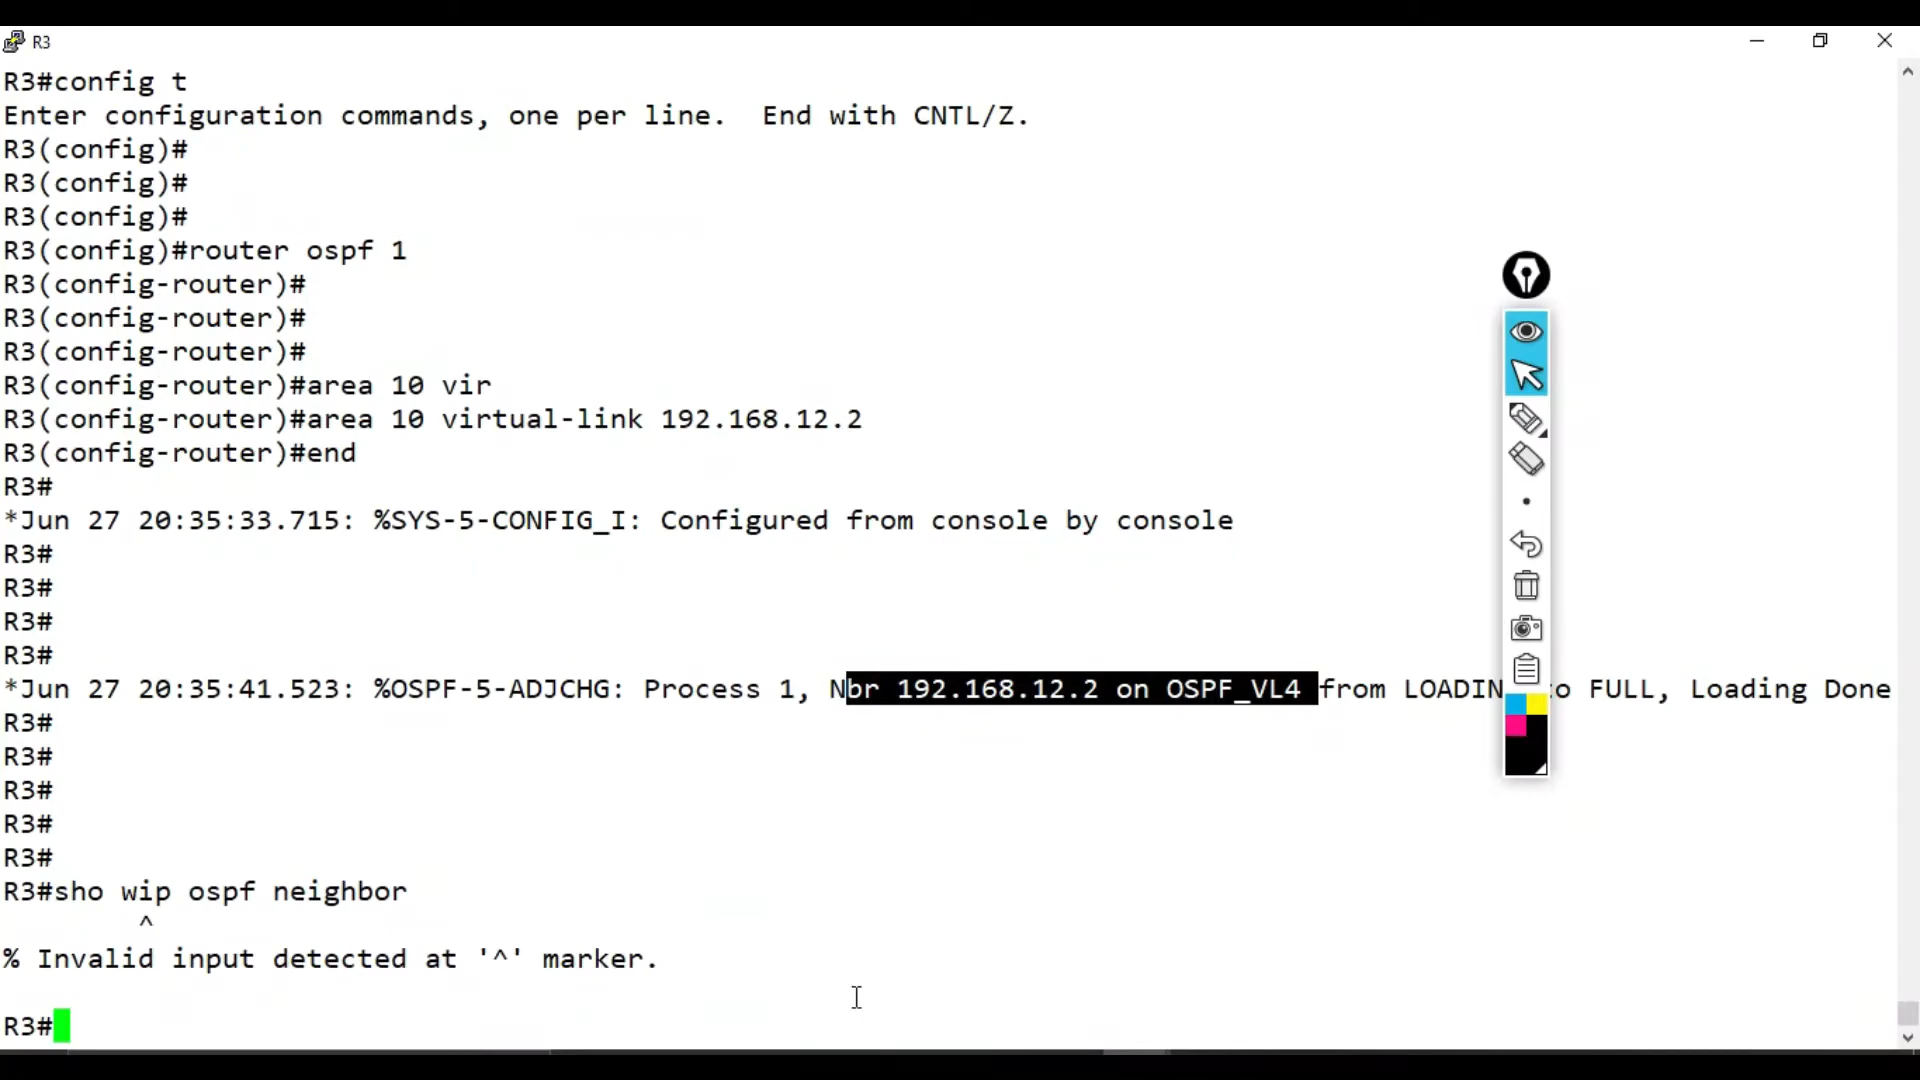 R3
R3#config t
Enter configuration commands, one per line.  End with CNTL/Z.
R3(config)#
R3(config)#
R3(config)#
R3(config)#router ospf 1
R3(config-router)#
R3(config-router)#
R3(config-router)#
R3(config-router)#area 10 vir
R3(config-router)#area 10 virtual-link 192.168.12.2
R3(config-router)#end
R3#
*Jun 27 20:35:33.715: %SYS-5-CONFIG_I: Configured from console by console
R3#
R3#
R3#
R3#
*Jun 27 20:35:41.523: %OSPF-5-ADJCHG: Process 1, Nbr 192.168.12.2 on OSPF_VL4 from LOADIN o FULL, Loading Done
R3#
R3#
R3#
R3#
R3#
R3#sho wip ospf neighbor
^
% Invalid input detected at '^' marker.
R3#